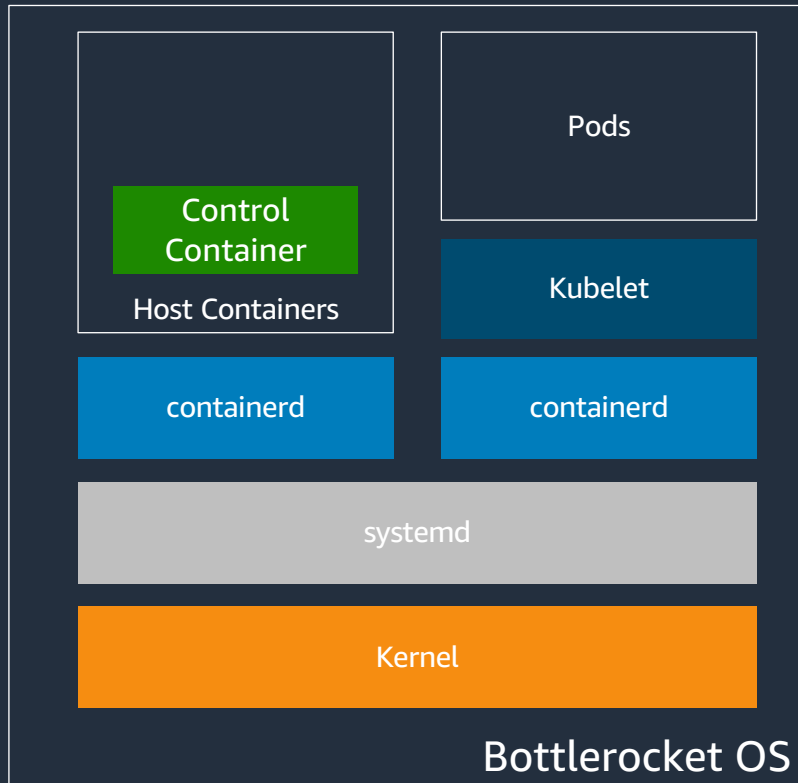 Control
Container
Host Containers
Pods
Kubelet
containerd
containerd
systemd
Kernel
Bottlerocket OS